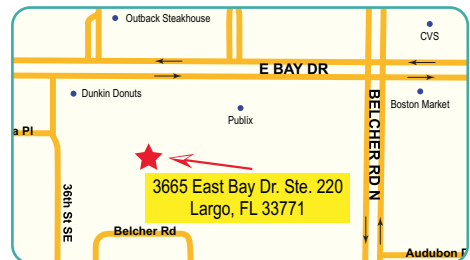 Outback Steakhouse
CVS
E BAY DR
Dunkin Donuts
Boston Market
Publix
BELCHER RD N
a Pl
3665 East Bay Dr. Ste. 220
Largo, FL 33771
36th St SE
Belcher Rd
Audubon